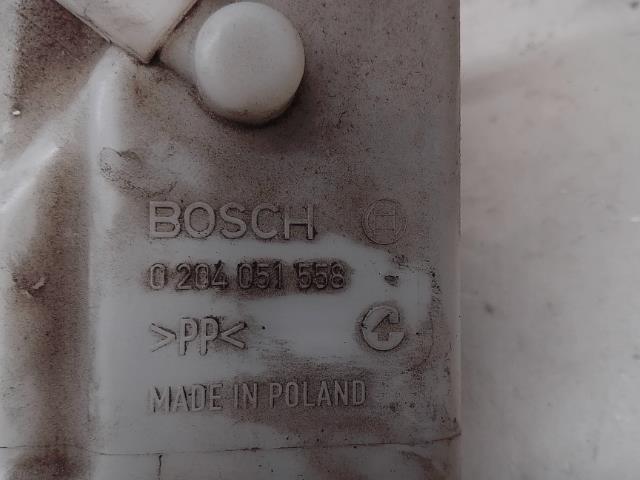 BOSCH
0 204 051 558
>PP<
MADE IN POLAND